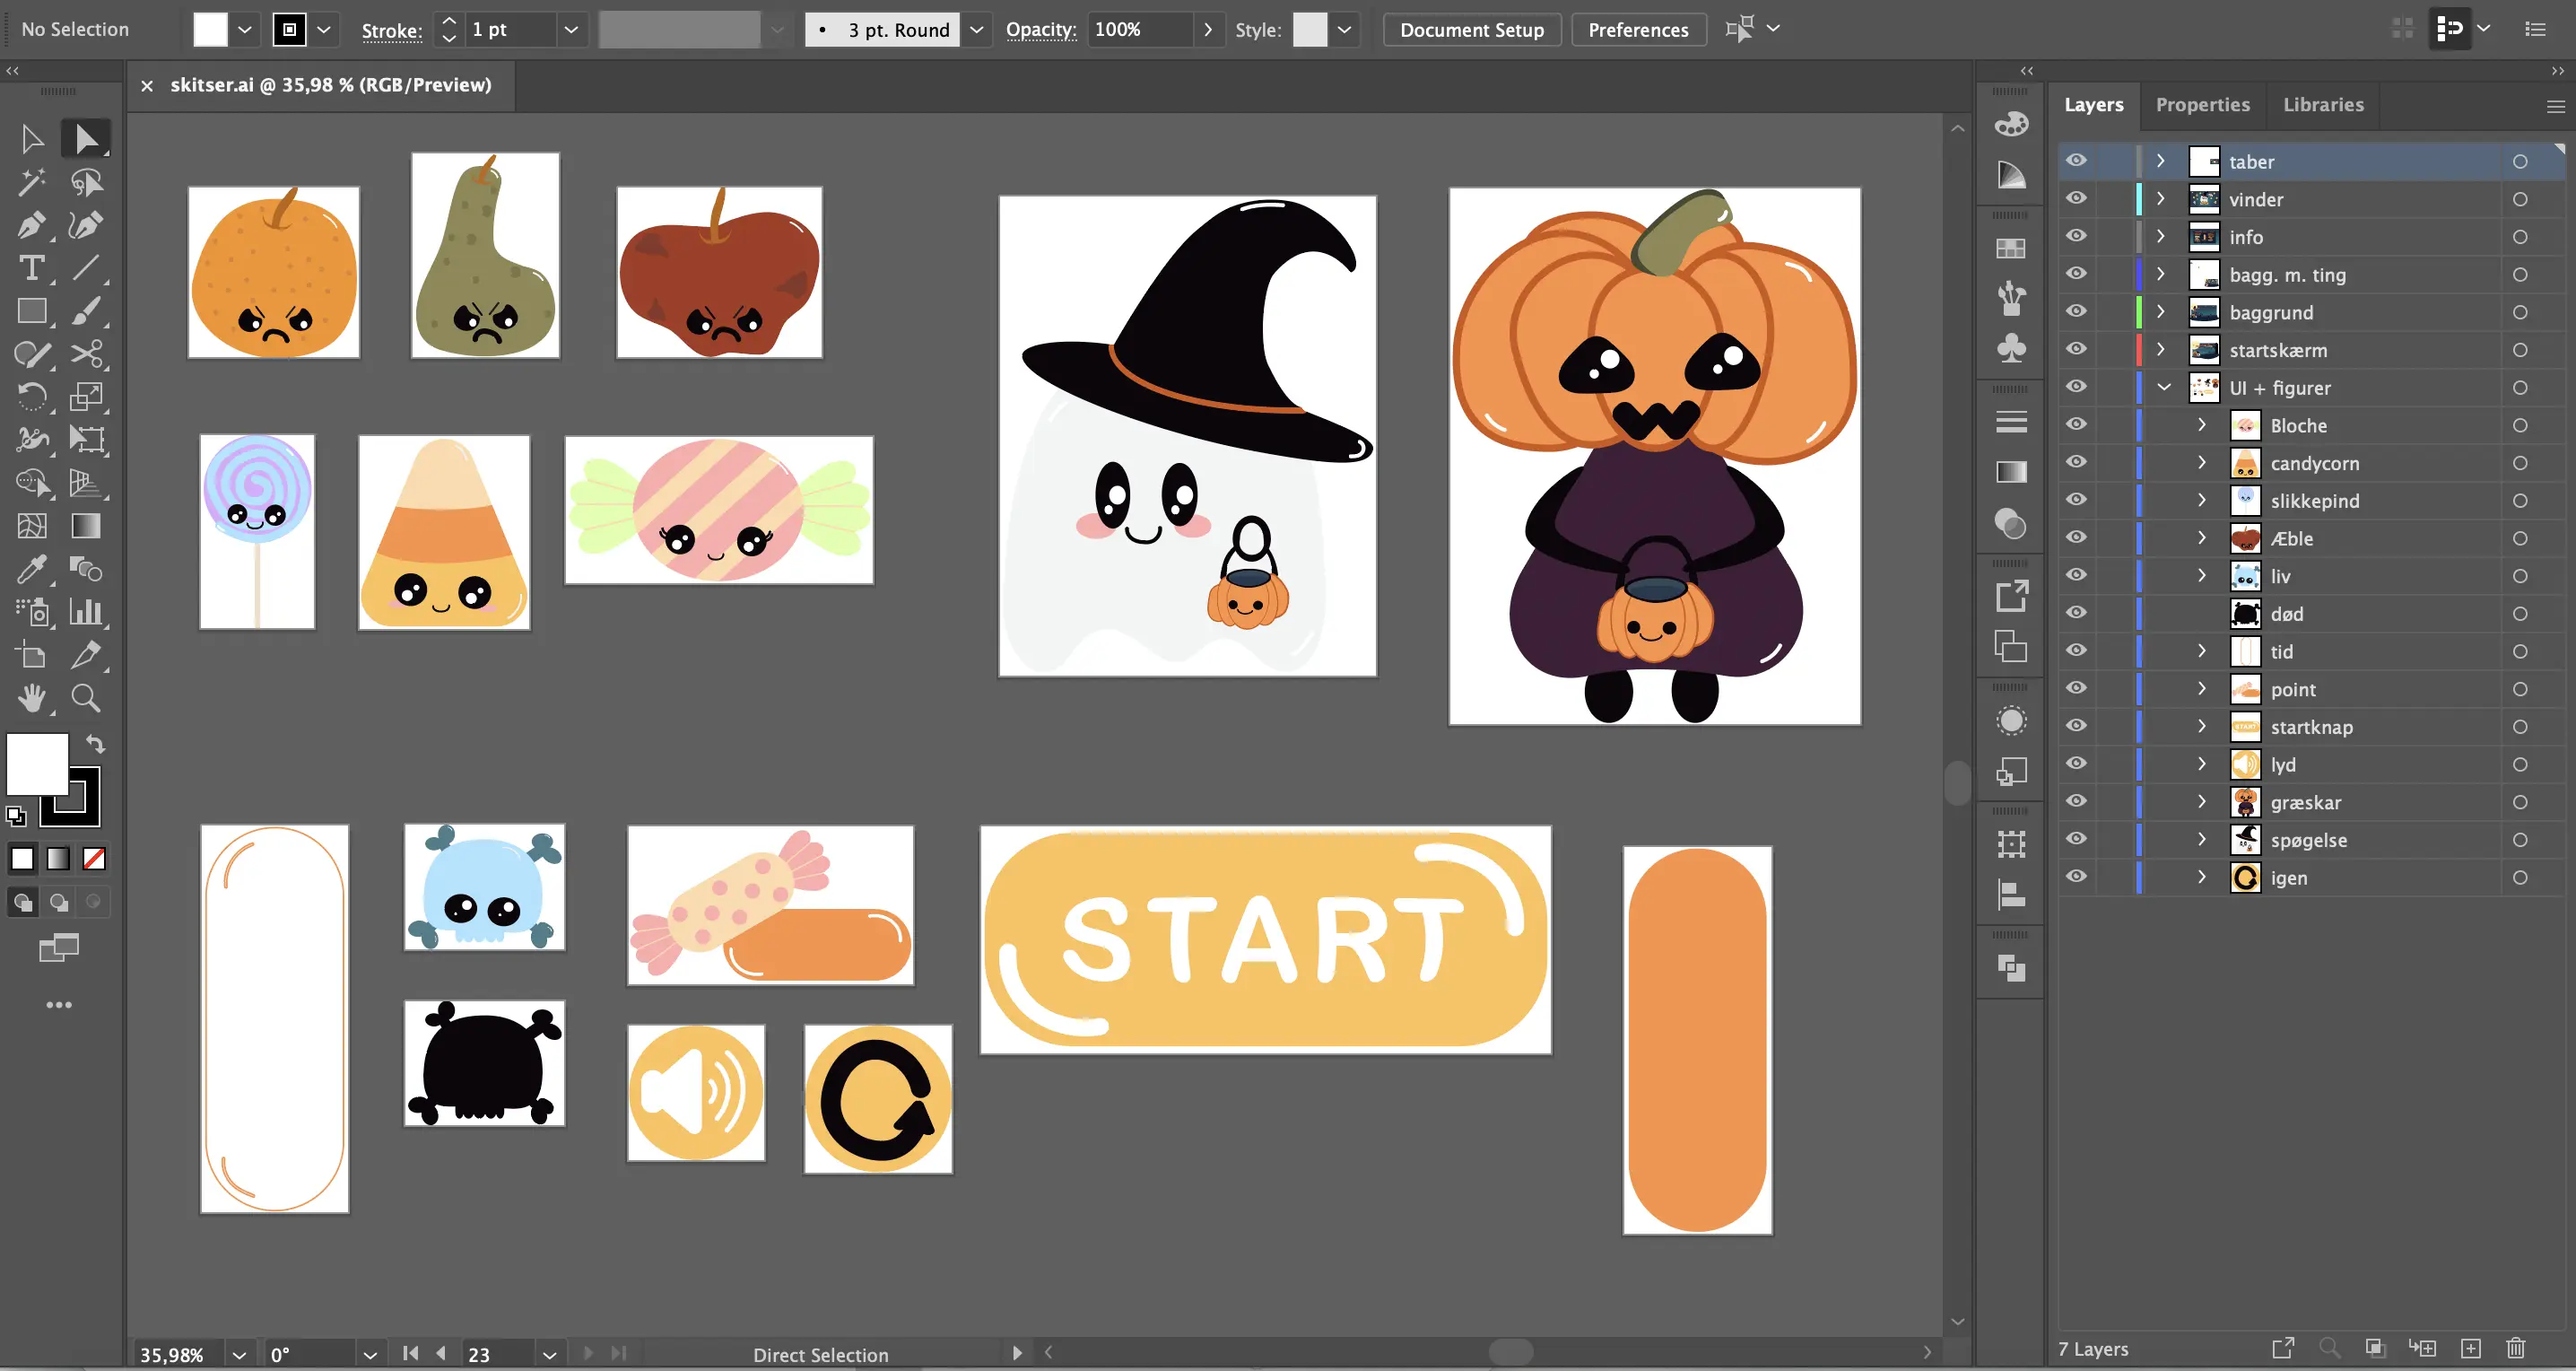 No Selection
Stroke:
1 pt
3 pt. Round
Opacity:
100%
Style:
Document Setup
Preferences
skitser.ai @ 35,98 % (RGB/Preview)
Layers
Properties
Libraries
taber
vinder
info
bagg. m. ting
baggrund
startskærm
UI + figurer
Bloche
candycorn
slikkepind
Æble
liv
død
tid
point
startknap
lyd
græskar
spøgelse
igen
START
35,98%
0°
23
Direct Selection
7 Layers